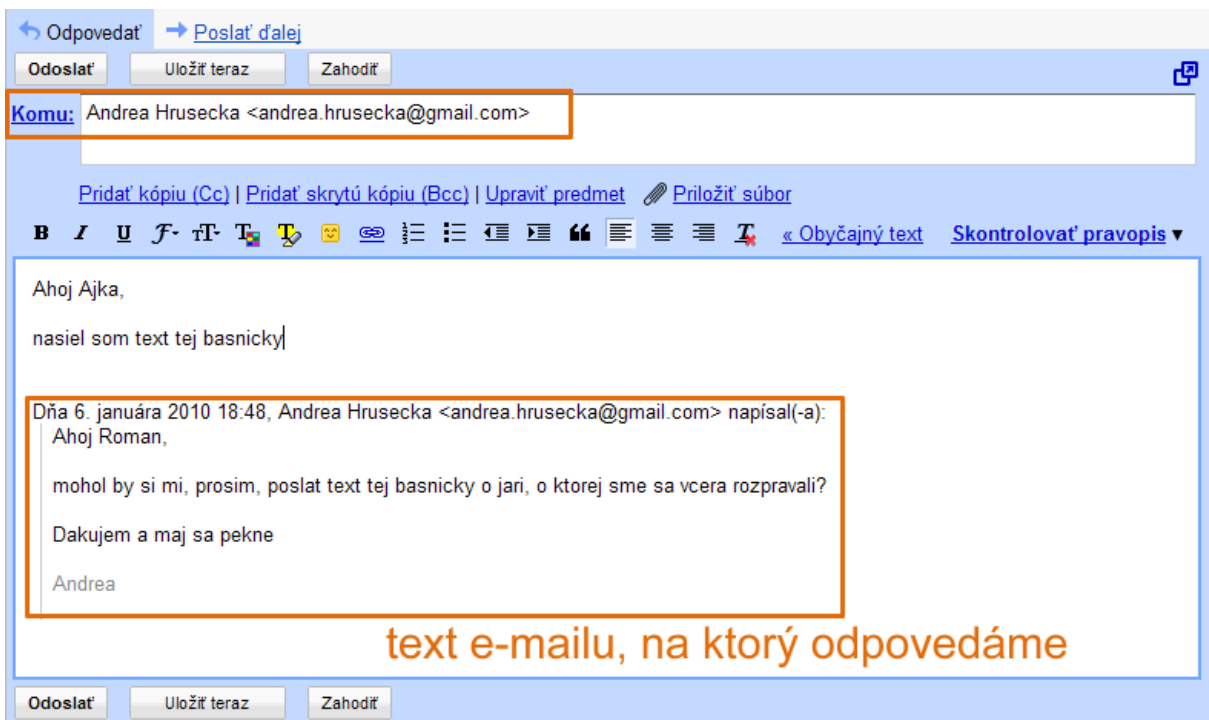 Odpovedať Poslať ďalej
Odoslať Uložiť teraz Zahodiť
Komu: Andrea Hrusecka <andrea.hrusecka@gmail.com>
Pridať kópiu (Cc) | Pridať skrytú kópiu (Bcc) | Upraviť predmet Priložiť súbor
« Obyčajný text Skontrolovať pravopis ▼
Ahoj Ajka,
nasiel som text tej basnicky
Dňa 6. januára 2010 18:48, Andrea Hrusecka <andrea.hrusecka@gmail.com> napísal(-a):
Ahoj Roman,
mohol by si mi, prosim, poslat text tej basnicky o jari, o ktorej sme sa vcera rozpravali?
Dakujem a maj sa pekne
Andrea
text e-mailu, na ktorý odpovedáme
Odoslať Uložiť teraz Zahodiť